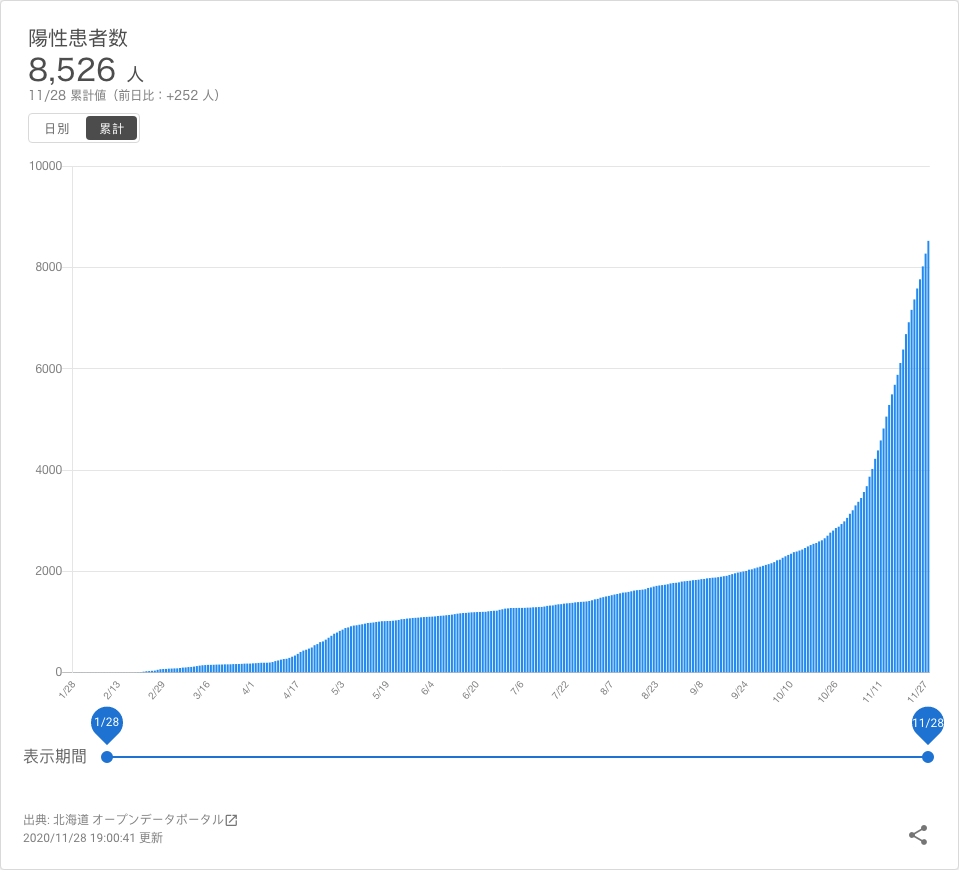 陽性患者数
8,526 人
11/28 累計値（前日比：+252 人）
日別 累計
10000
8000
6000
4000
2000
0
1/28 2/13 2/29 3/16 4/1 4/17 5/3 5/19 6/4 6/20 7/6 7/22 8/7 8/23 9/8 9/24 10/10 10/26 11/11 11/27
1/28 11/28
表示期間
出典: 北海道 オープンデータポータル
2020/11/28 19:00:41 更新